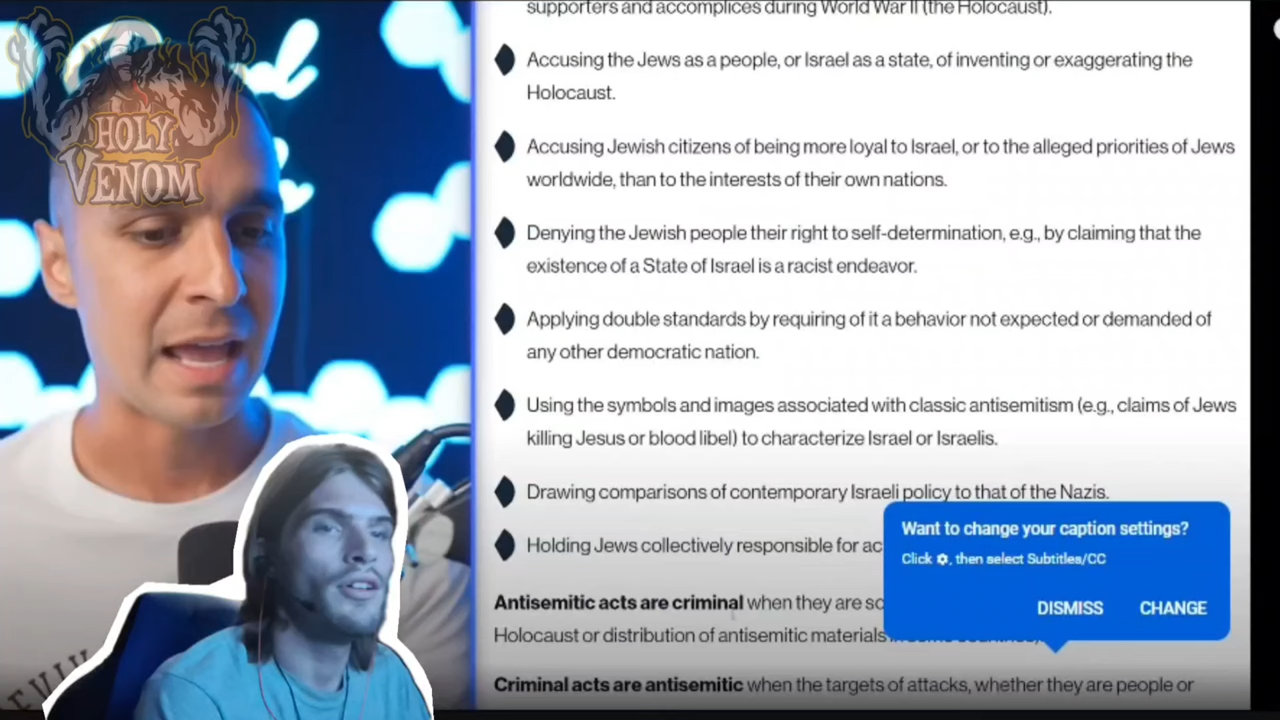 HOLY
VENOM
supporters and accomplices during World War II (the Holocaust).
Accusing the Jews as a people, or Israel as a state, of inventing or exaggerating the
Holocaust.
Accusing Jewish citizens of being more loyal to Israel, or to the alleged priorities of Jews
worldwide, than to the interests of their own nations.
Denying the Jewish people their right to self-determination, e.g., by claiming that the
existence of a State of Israel is a racist endeavor.
Applying double standards by requiring of it a behavior not expected or demanded of
any other democratic nation.
Using the symbols and images associated with classic antisemitism (e.g., claims of Jews
killing Jesus or blood libel) to characterize Israel or Israelis.
Drawing comparisons of contemporary Israeli policy to that of the Nazis.
Holding Jews collectively responsible for ac
Antisemitic acts are criminal when they are so
Holocaust or distribution of antisemitic materials
Criminal acts are antisemitic when the targets of attacks, whether they are people or
Want to change your caption settings?
Click , then select Subtitles/CC
DISMISS CHANGE